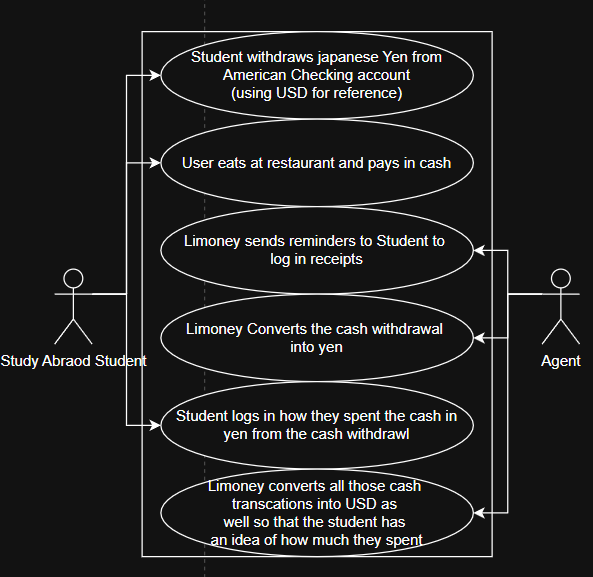 Student withdraws japanese Yen from
American Checking account
(using USD for reference)
User eats at restaurant and pays in cash
Limoney sends reminders to Student to
log in receipts
Study Abraod Student
Agent
Limoney Converts the cash withdrawal
into yen
Student logs in how they spent the cash in
yen from the cash withdrawl
Limoney converts all those cash
transcations into USD as
well so that the student has
an idea of how much they spent